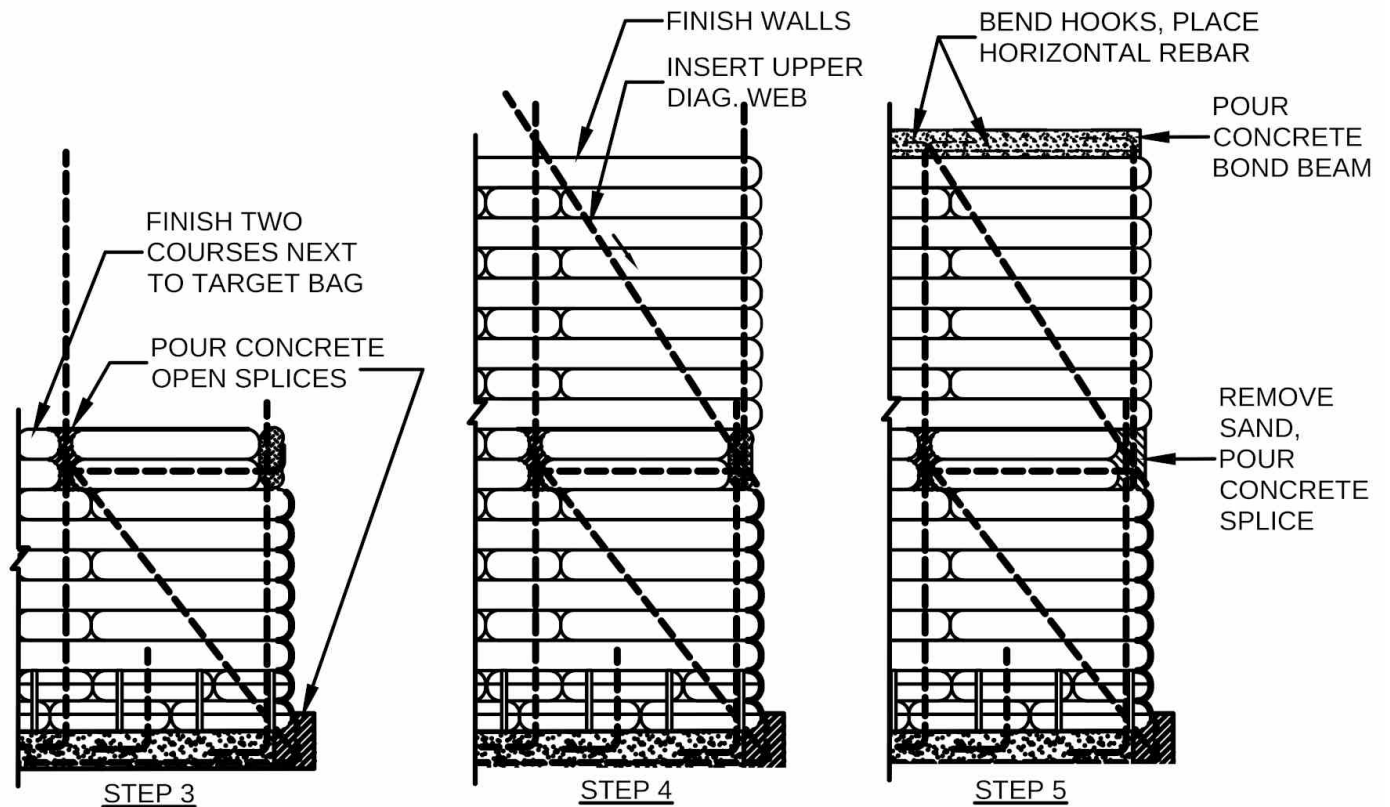 FINISH TWO
COURSES NEXT
TO TARGET BAG
POUR CONCRETE
OPEN SPLICES
STEP 3
FINISH WALLS
INSERT UPPER
DIAG. WEB
STEP 4
BEND HOOKS, PLACE
HORIZONTAL REBAR
POUR
CONCRETE
BOND BEAM
REMOVE
SAND,
POUR
CONCRETE
SPLICE
STEP 5